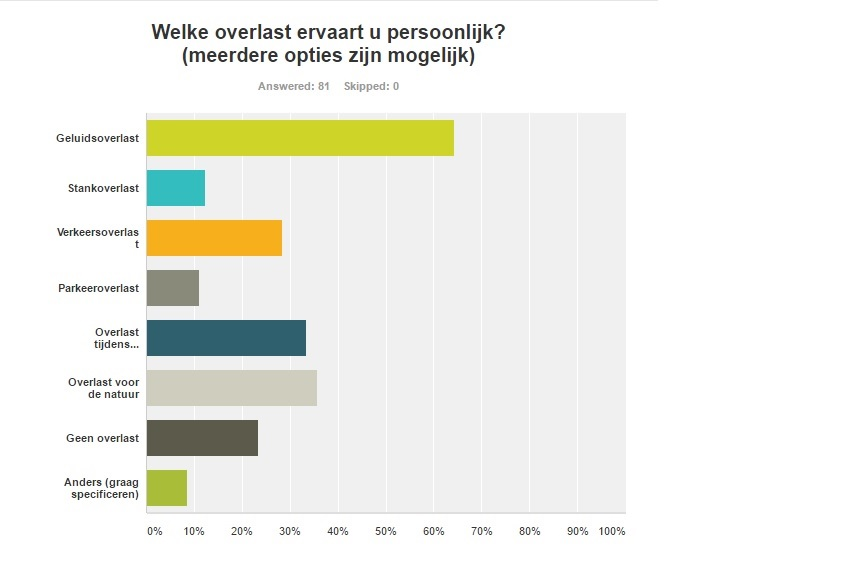 Welke overlast ervaart u persoonlijk?
(meerdere opties zijn mogelijk)
Answered: 81 Skipped: 0
Geluidsoverlast
Stankoverlast
Verkeersoverlas
t
Parkeeroverlast
Overlast
tijdens...
Overlast voor
de natuur
Geen overlast
Anders (graag
specificeren)
0% 10% 20% 30% 40% 50% 60% 70% 80% 90% 100%